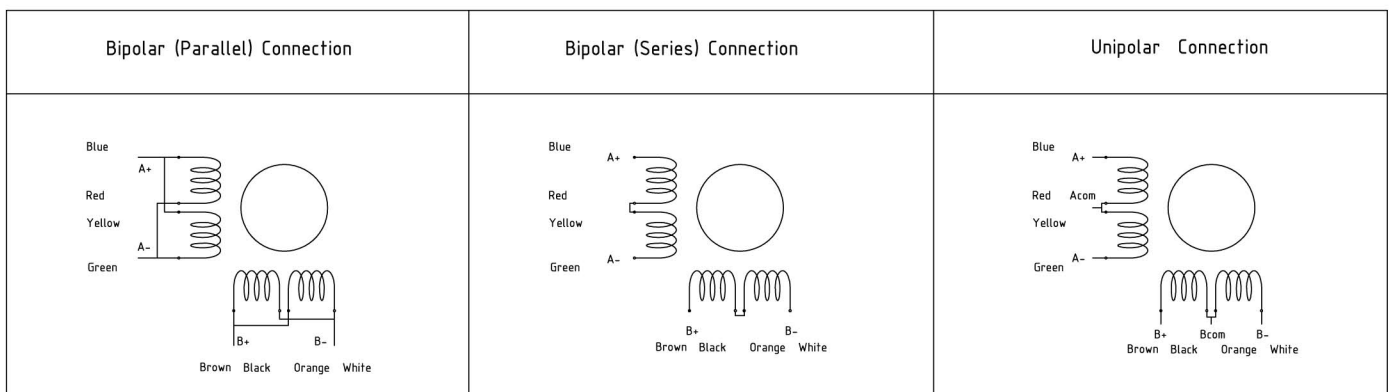 Bipolar (Parallel) Connection
Bipolar (Series) Connection
Unipolar Connection
Blue
A+
Red
Yellow
A-
Green
B+ B-
Brown Black Orange White
Blue
A+
Red
Yellow
A-
Green
B+ B-
Brown Black Orange White
Blue
A+
Red Acom
Yellow
A-
Green
B+ Bcom B-
Brown Black Orange White